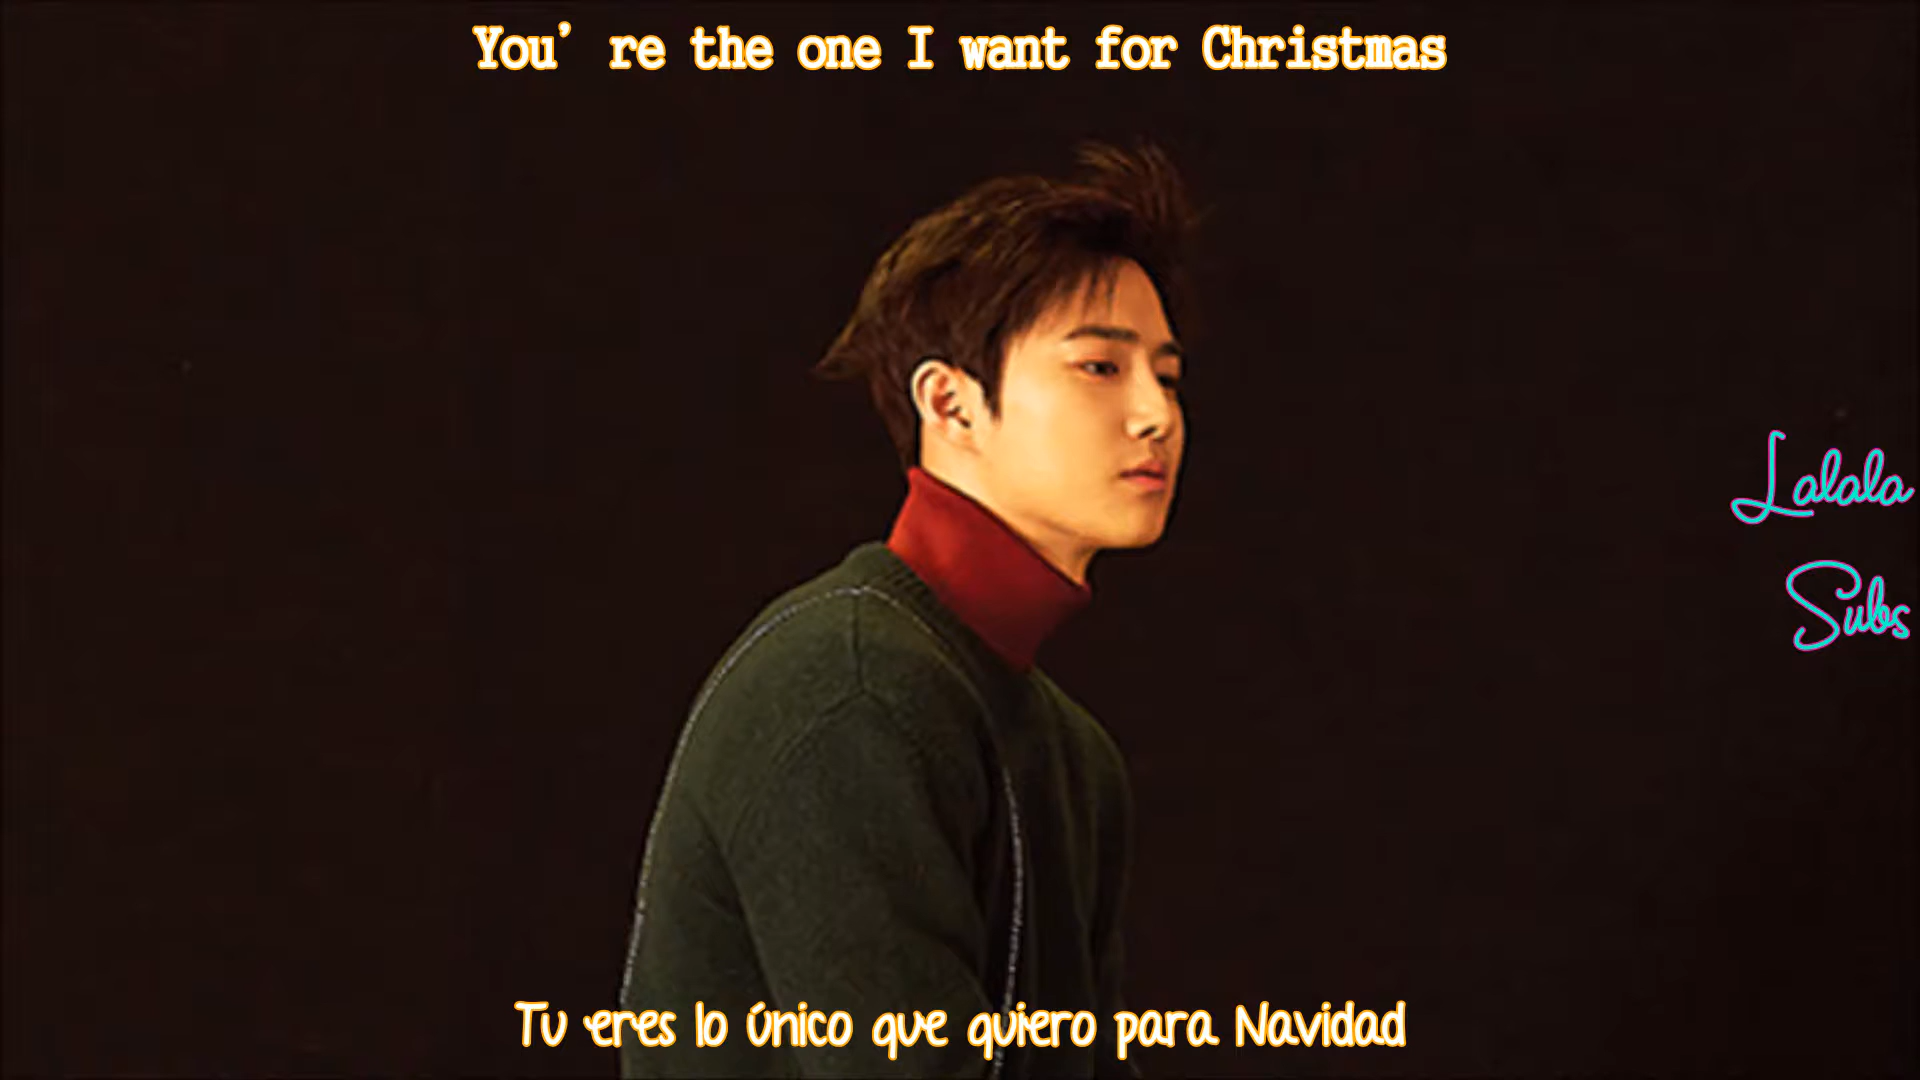 You’re the one I want for Christmas
Lalala
Subs
Tu eres lo único que quiero para Navidad